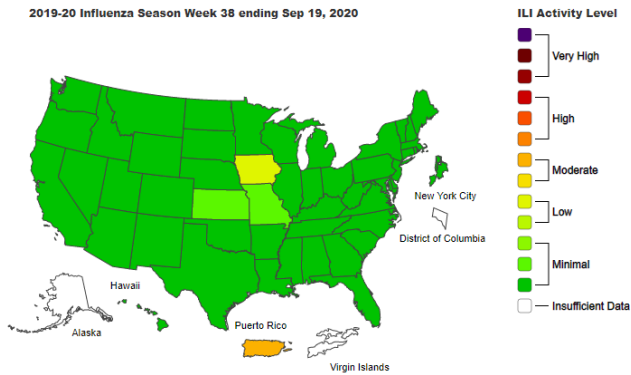 2019-20 Influenza Season Week 38 ending Sep 19, 2020
ILI Activity Level
Very High
High
Moderate
Low
Minimal
Insufficient Data
New York City
District of Columbia
Hawaii
Alaska
Puerto Rico
Virgin Islands